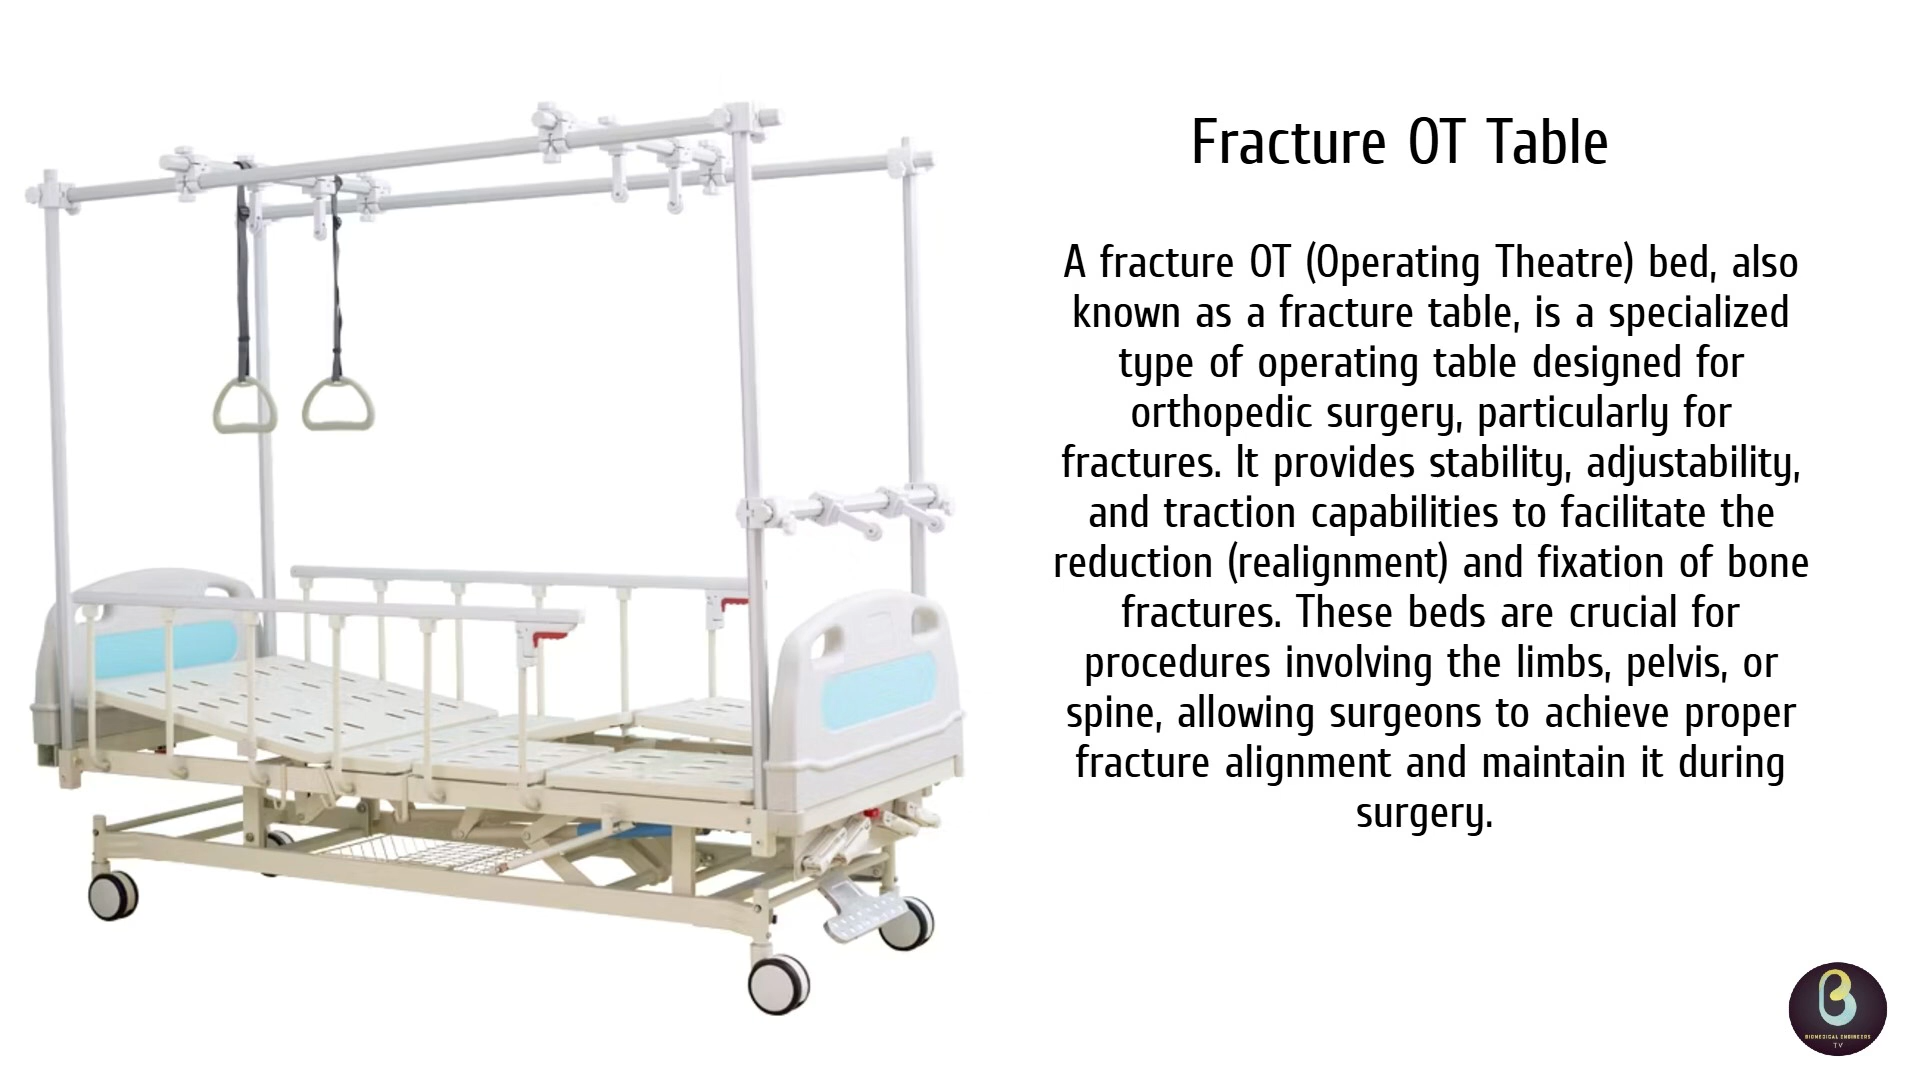 Fracture OT Table
A fracture OT (Operating Theatre) bed, also
known as a fracture table, is a specialized
type of operating table designed for
orthopedic surgery, particularly for
fractures. It provides stability, adjustability,
and traction capabilities to facilitate the
reduction (realignment) and fixation of bone
fractures. These beds are crucial for
procedures involving the limbs, pelvis, or
spine, allowing surgeons to achieve proper
fracture alignment and maintain it during
surgery.
B
BIOMEDICAL ENGINEERS
TV